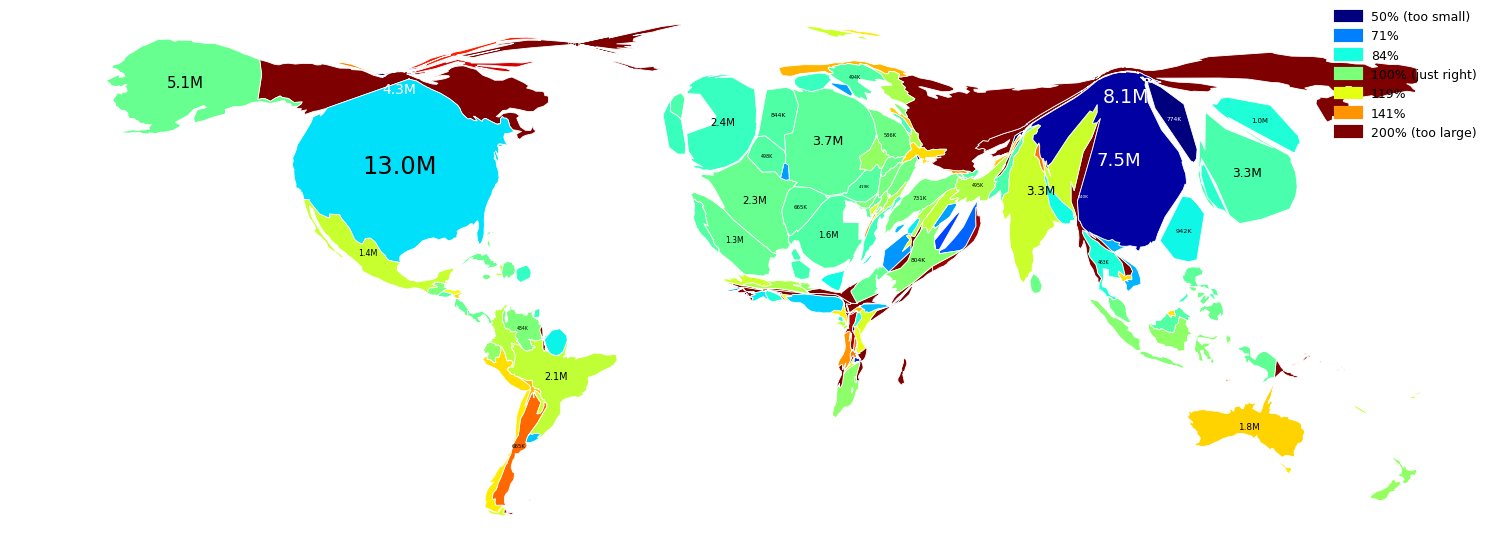 50% (too small)
71%
84%
100% (just right)
119%
141%
200% (too large)
5.1M
4.3M
13.0M
1.4M
484K
2.1M
665K
2.4M
844K
494K
3.7M
586K
498K
2.3M
665K
419K
731K
495K
1.3M
1.6M
804K
3.3M
8.1M
774K
7.5M
1.0M
3.3M
942K
463K
1.8M